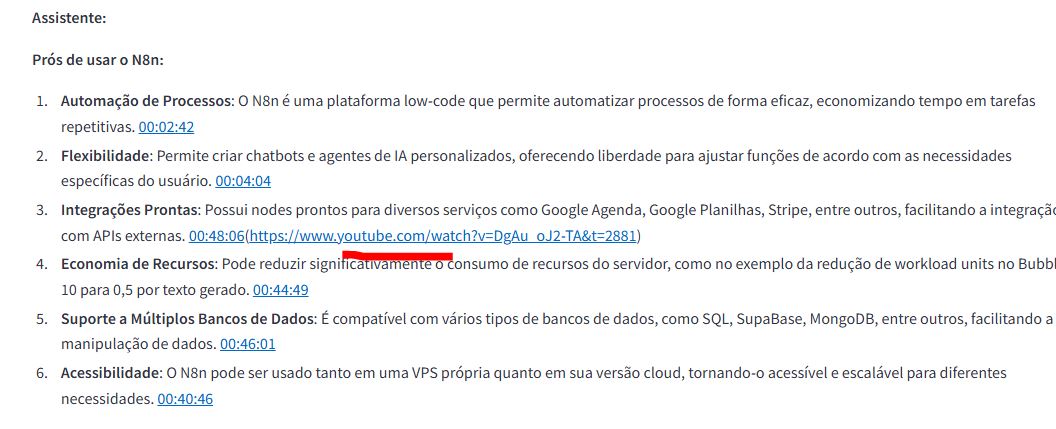 Assistente:
Prós de usar o N8n:
1. Automação de Processos: O N8n é uma plataforma low-code que permite automatizar processos de forma eficaz, economizando tempo em tarefas
repetitivas. 00:02:42
2. Flexibilidade: Permite criar chatbots e agentes de IA personalizados, oferecendo liberdade para ajustar funções de acordo com as necessidades
específicas do usuário. 00:04:04
3. Integrações Prontas: Possui nodes prontos para diversos serviços como Google Agenda, Google Planilhas, Stripe, entre outros, facilitando a integração
com APIs externas. 00:48:06(https://www.youtube.com/watch?v=DgAu_oJ2-TA&t=2881)
4. Economia de Recursos: Pode reduzir significativamente o consumo de recursos do servidor, como no exemplo da redução de workload units no Bubbl
10 para 0,5 por texto gerado. 00:44:49
5. Suporte a Múltiplos Bancos de Dados: É compatível com vários tipos de bancos de dados, como SQL, SupaBase, MongoDB, entre outros, facilitando a
manipulação de dados. 00:46:01
6. Acessibilidade: O N8n pode ser usado tanto em uma VPS própria quanto em sua versão cloud, tornando-o acessível e escalável para diferentes
necessidades. 00:40:46